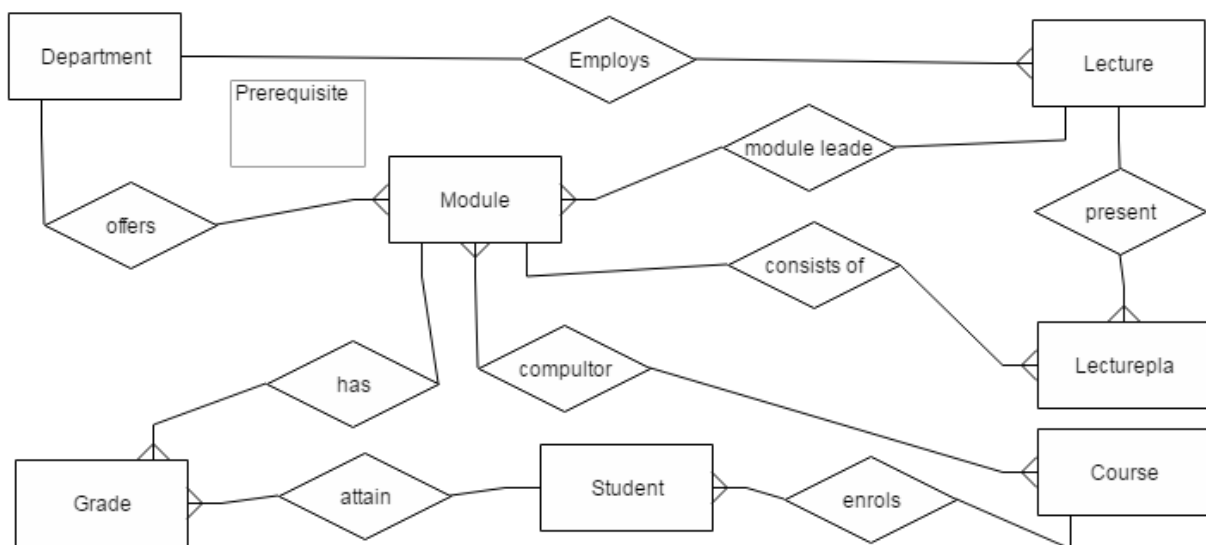 Department
Employs
Lecture
Prerequisite
module leade
Module
present
offers
consists of
has
compultor
Lecturepla
Grade
attain
Student
enrols
Course